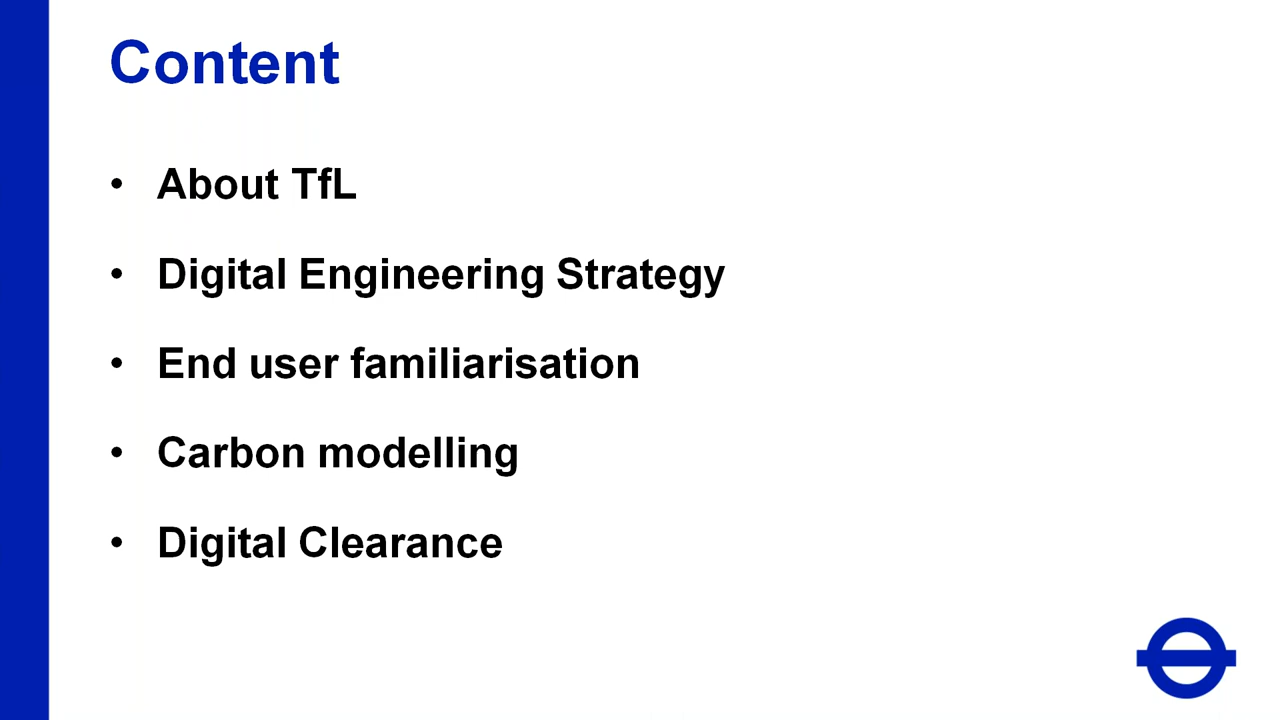 Content
• About TfL
• Digital Engineering Strategy
• End user familiarisation
• Carbon modelling
• Digital Clearance